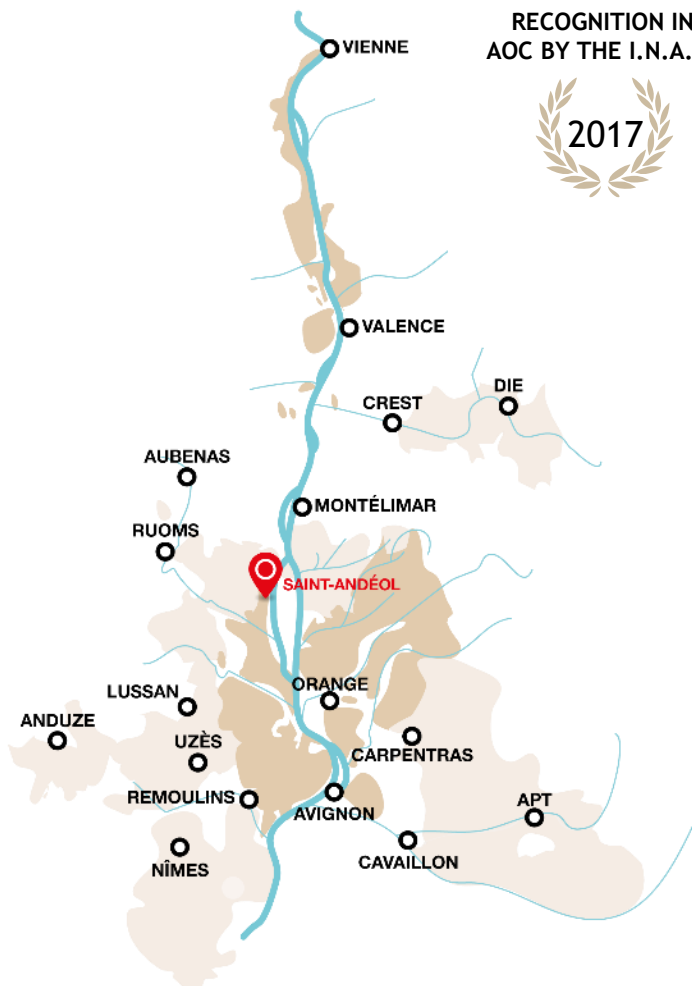 RECOGNITION IN
AOC BY THE I.N.A.
2017
VIENNE
VALENCE
DIE
CREST
AUBENAS
MONTÉLIMAR
RUOMS
SAINT-ANDÉOL
ORANGE
LUSSAN
ANDUZE
UZÈS
CARPENTRAS
REMOULINS
AVIGNON
APT
CAVAILLON
NÎMES